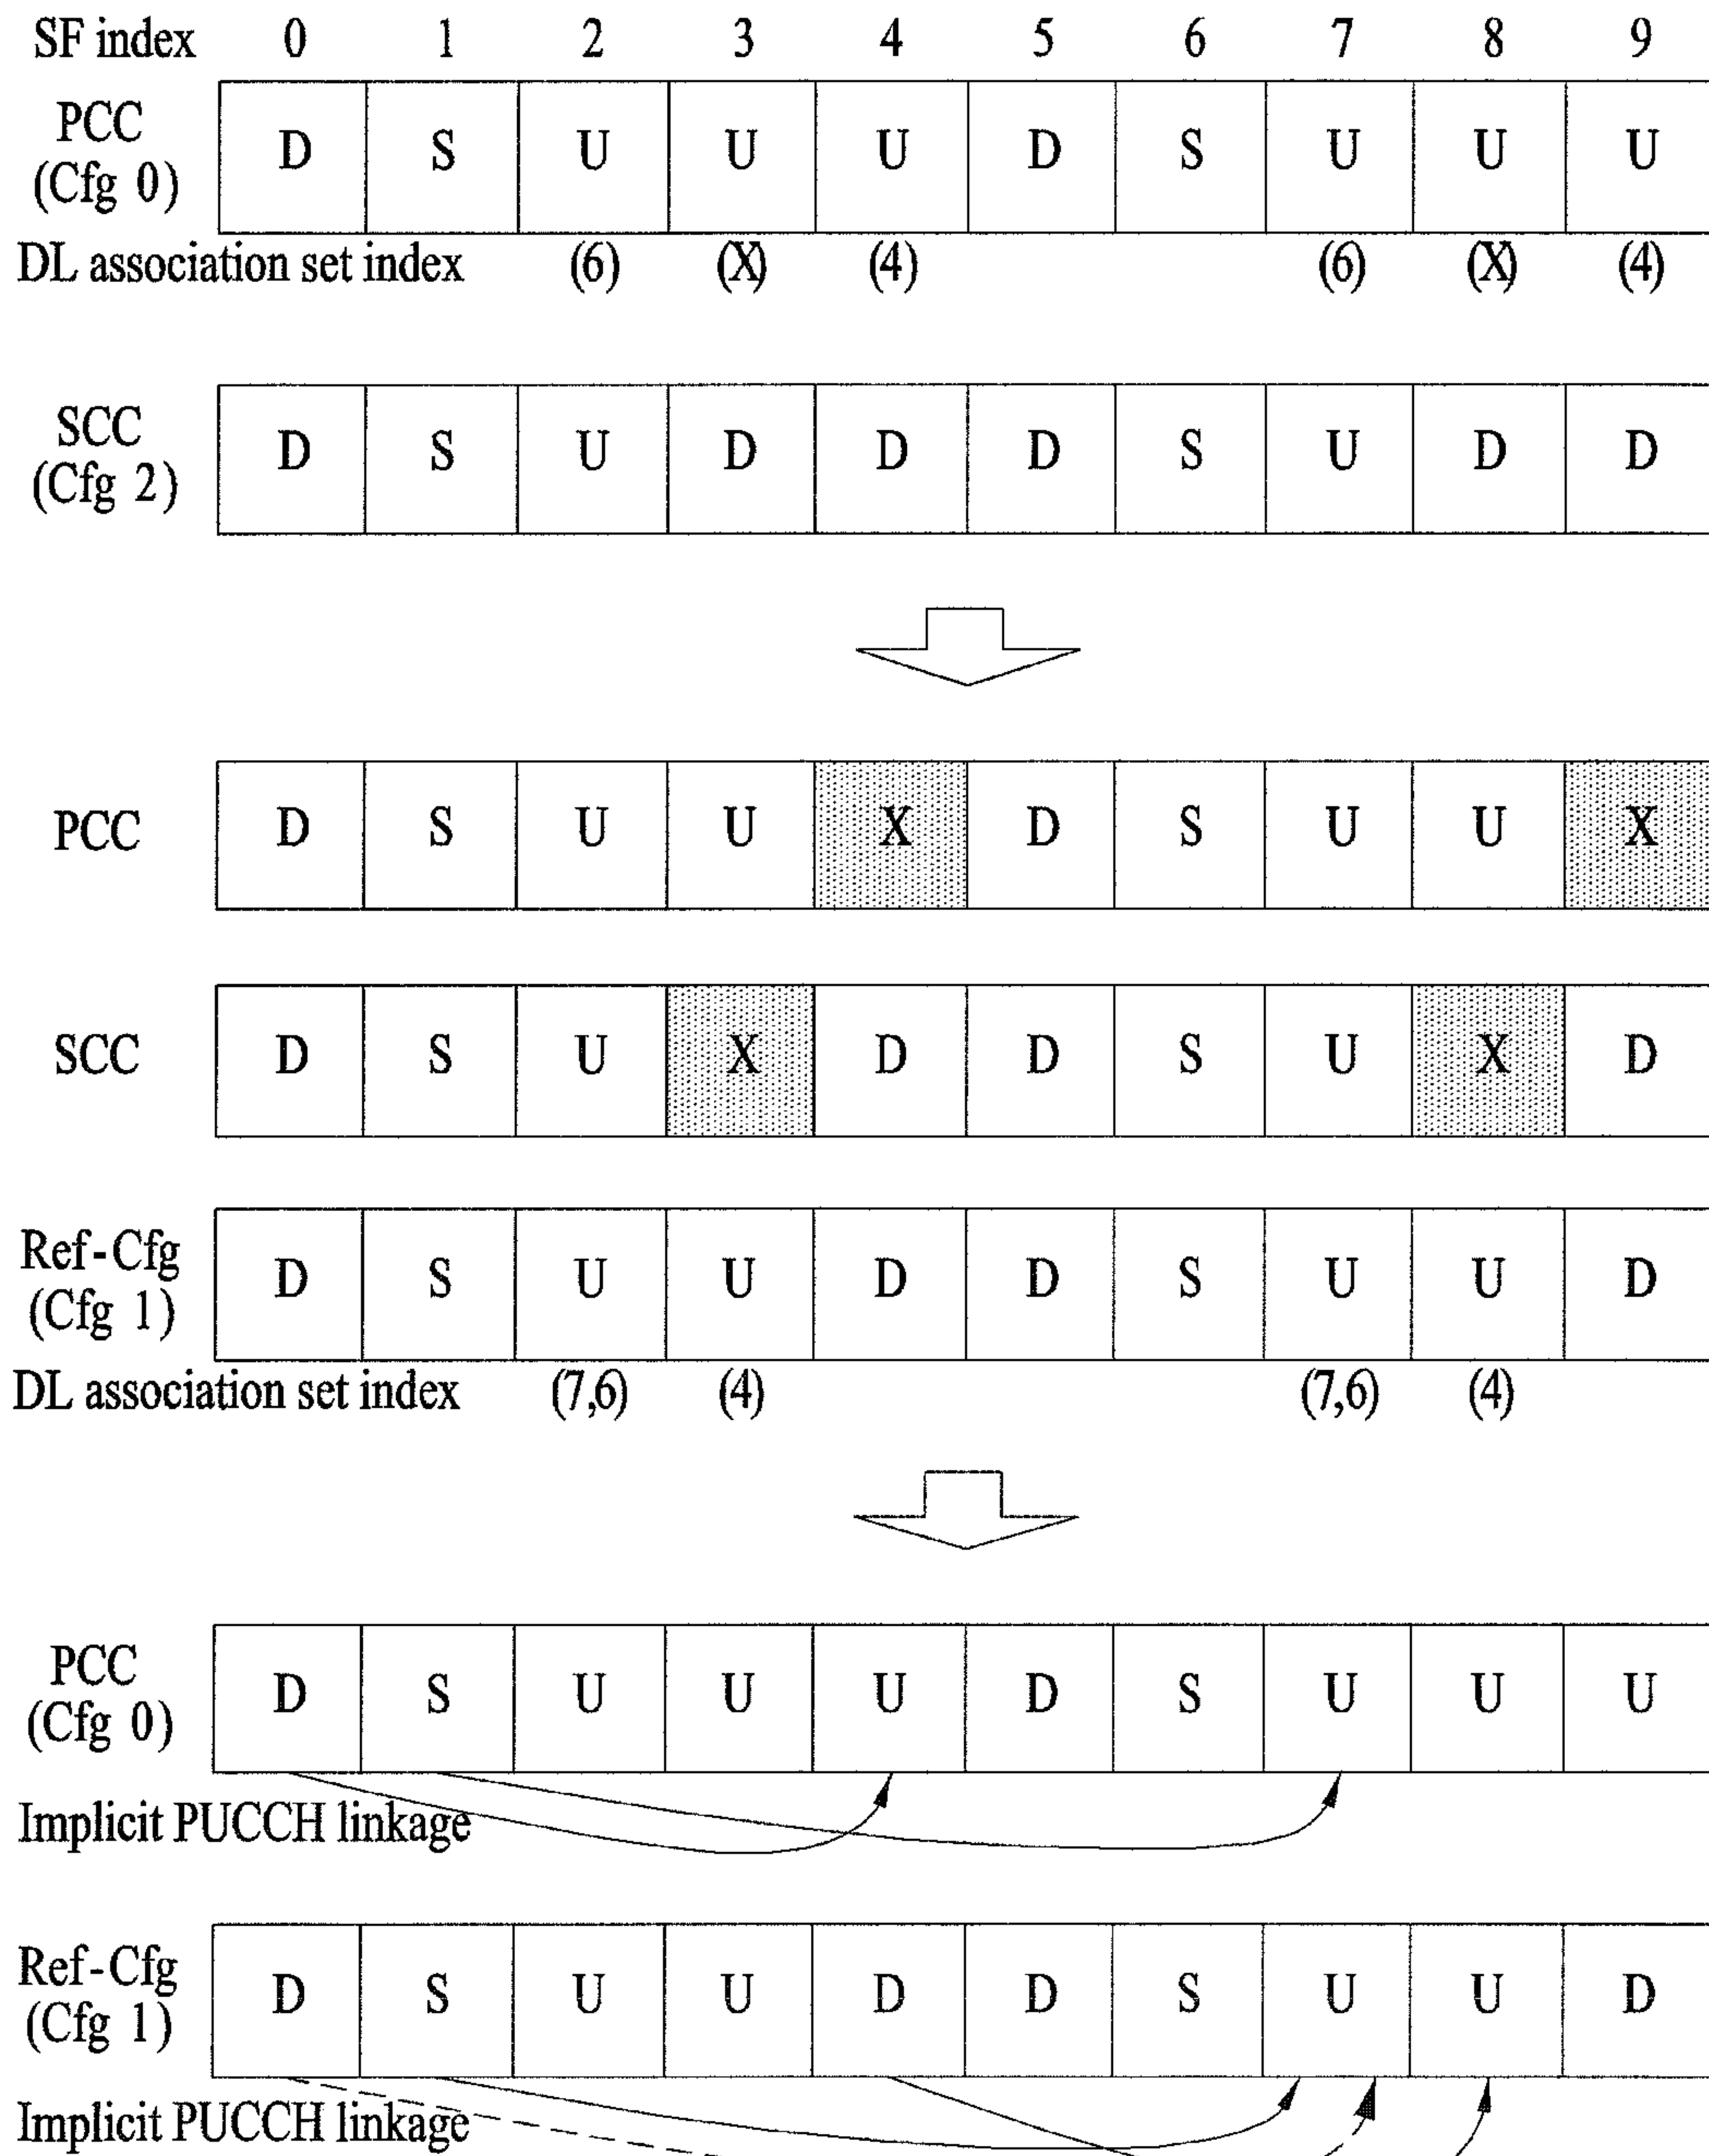 SF index 0 1 2 3 4 5 6 7 8 9
PCC
(Cfg 0)
D S U U U D S U U U
DL association set index (6) (X) (4) (6) (X) (4)
SCC
(Cfg 2)
D S U D D D S U D D
PCC D S U U X D S U U X
SCC D S U X D D S U X D
Ref-Cfg
(Cfg 1)
D S U U D D S U U D
DL association set index (7,6) (4) (7,6) (4)
PCC
(Cfg 0)
D S U U U D S U U U
Implicit PUCCH linkage
Ref-Cfg
(Cfg 1)
D S U U D D S U U D
Implicit PUCCH linkage